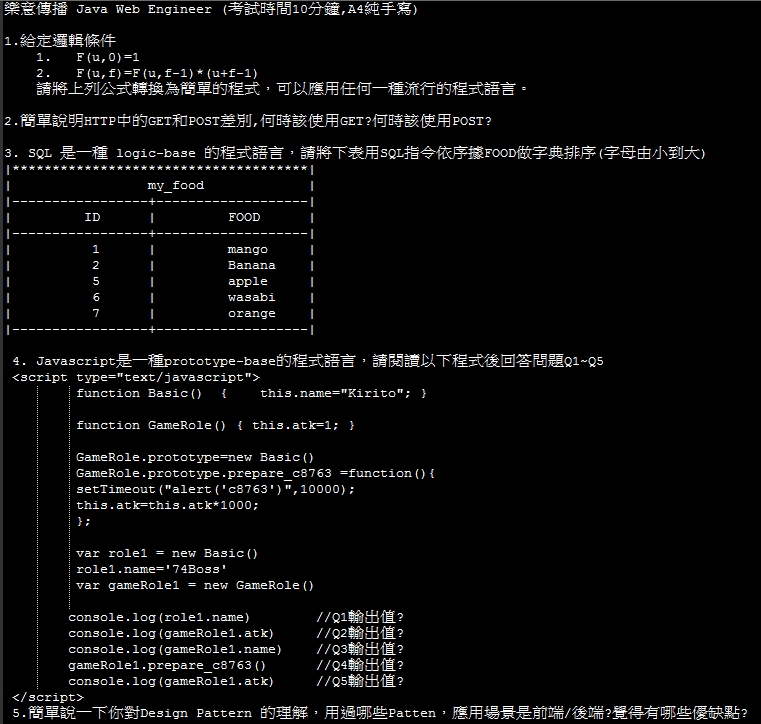 樂意傳播 Java Web Engineer (考試時間10分鐘,A4純手寫)
1.給定邏輯條件
1. F(u,0)=1
2. F(u,f)=F(u,f-1)*(u+f-1)
請將上列公式轉換為簡單的程式，可以應用任何一種流行的程式語言。
2.簡單說明HTTP中的GET和POST差別,何時該使用GET?何時該使用POST?
3. SQL 是一種 logic-base 的程式語言，請將下表用SQL指令依序據FOOD做字典排序(字母由小到大)
|*************************************|
| my_food |
|-----------------+-------------------|
| ID | FOOD |
|-----------------+-------------------|
| 1 | mango |
| 2 | Banana |
| 5 | apple |
| 6 | wasabi |
| 7 | orange |
|-----------------+-------------------|
4. Javascript是一種prototype-base的程式語言，請閱讀以下程式後回答問題Q1~Q5
<script type="text/javascript">
function Basic() { this.name="Kirito"; }
function GameRole() { this.atk=1; }
GameRole.prototype=new Basic()
GameRole.prototype.prepare_c8763 =function(){
setTimeout("alert('c8763')",10000);
this.atk=this.atk*1000;
};
var role1 = new Basic()
role1.name='74Boss'
var gameRole1 = new GameRole()
console.log(role1.name) //Q1輸出值?
console.log(gameRole1.atk) //Q2輸出值?
console.log(gameRole1.name) //Q3輸出值?
gameRole1.prepare_c8763() //Q4輸出值?
console.log(gameRole1.atk) //Q5輸出值?
</script>
5.簡單說一下你對Design Pattern 的理解，用過哪些Patten，應用場景是前端/後端?覺得有哪些優缺點?